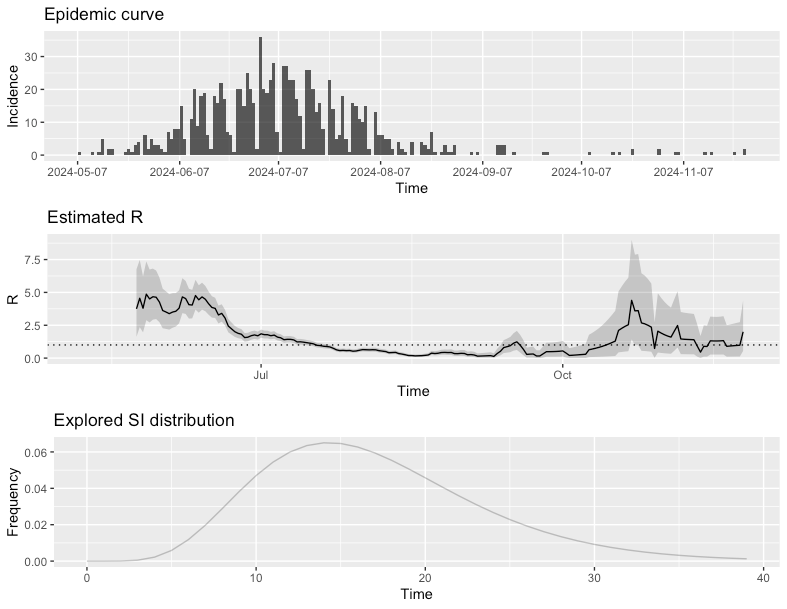 Epidemic curve
Incidence
30
20
10
0
2024-05-07 2024-06-07 2024-07-07 2024-08-07 2024-09-07 2024-10-07 2024-11-07
Time
Estimated R
R
7.5
5.0
2.5
0.0
Jul Oct
Time
Explored SI distribution
Frequency
0.06
0.04
0.02
0.00
0 10 20 30 40
Time